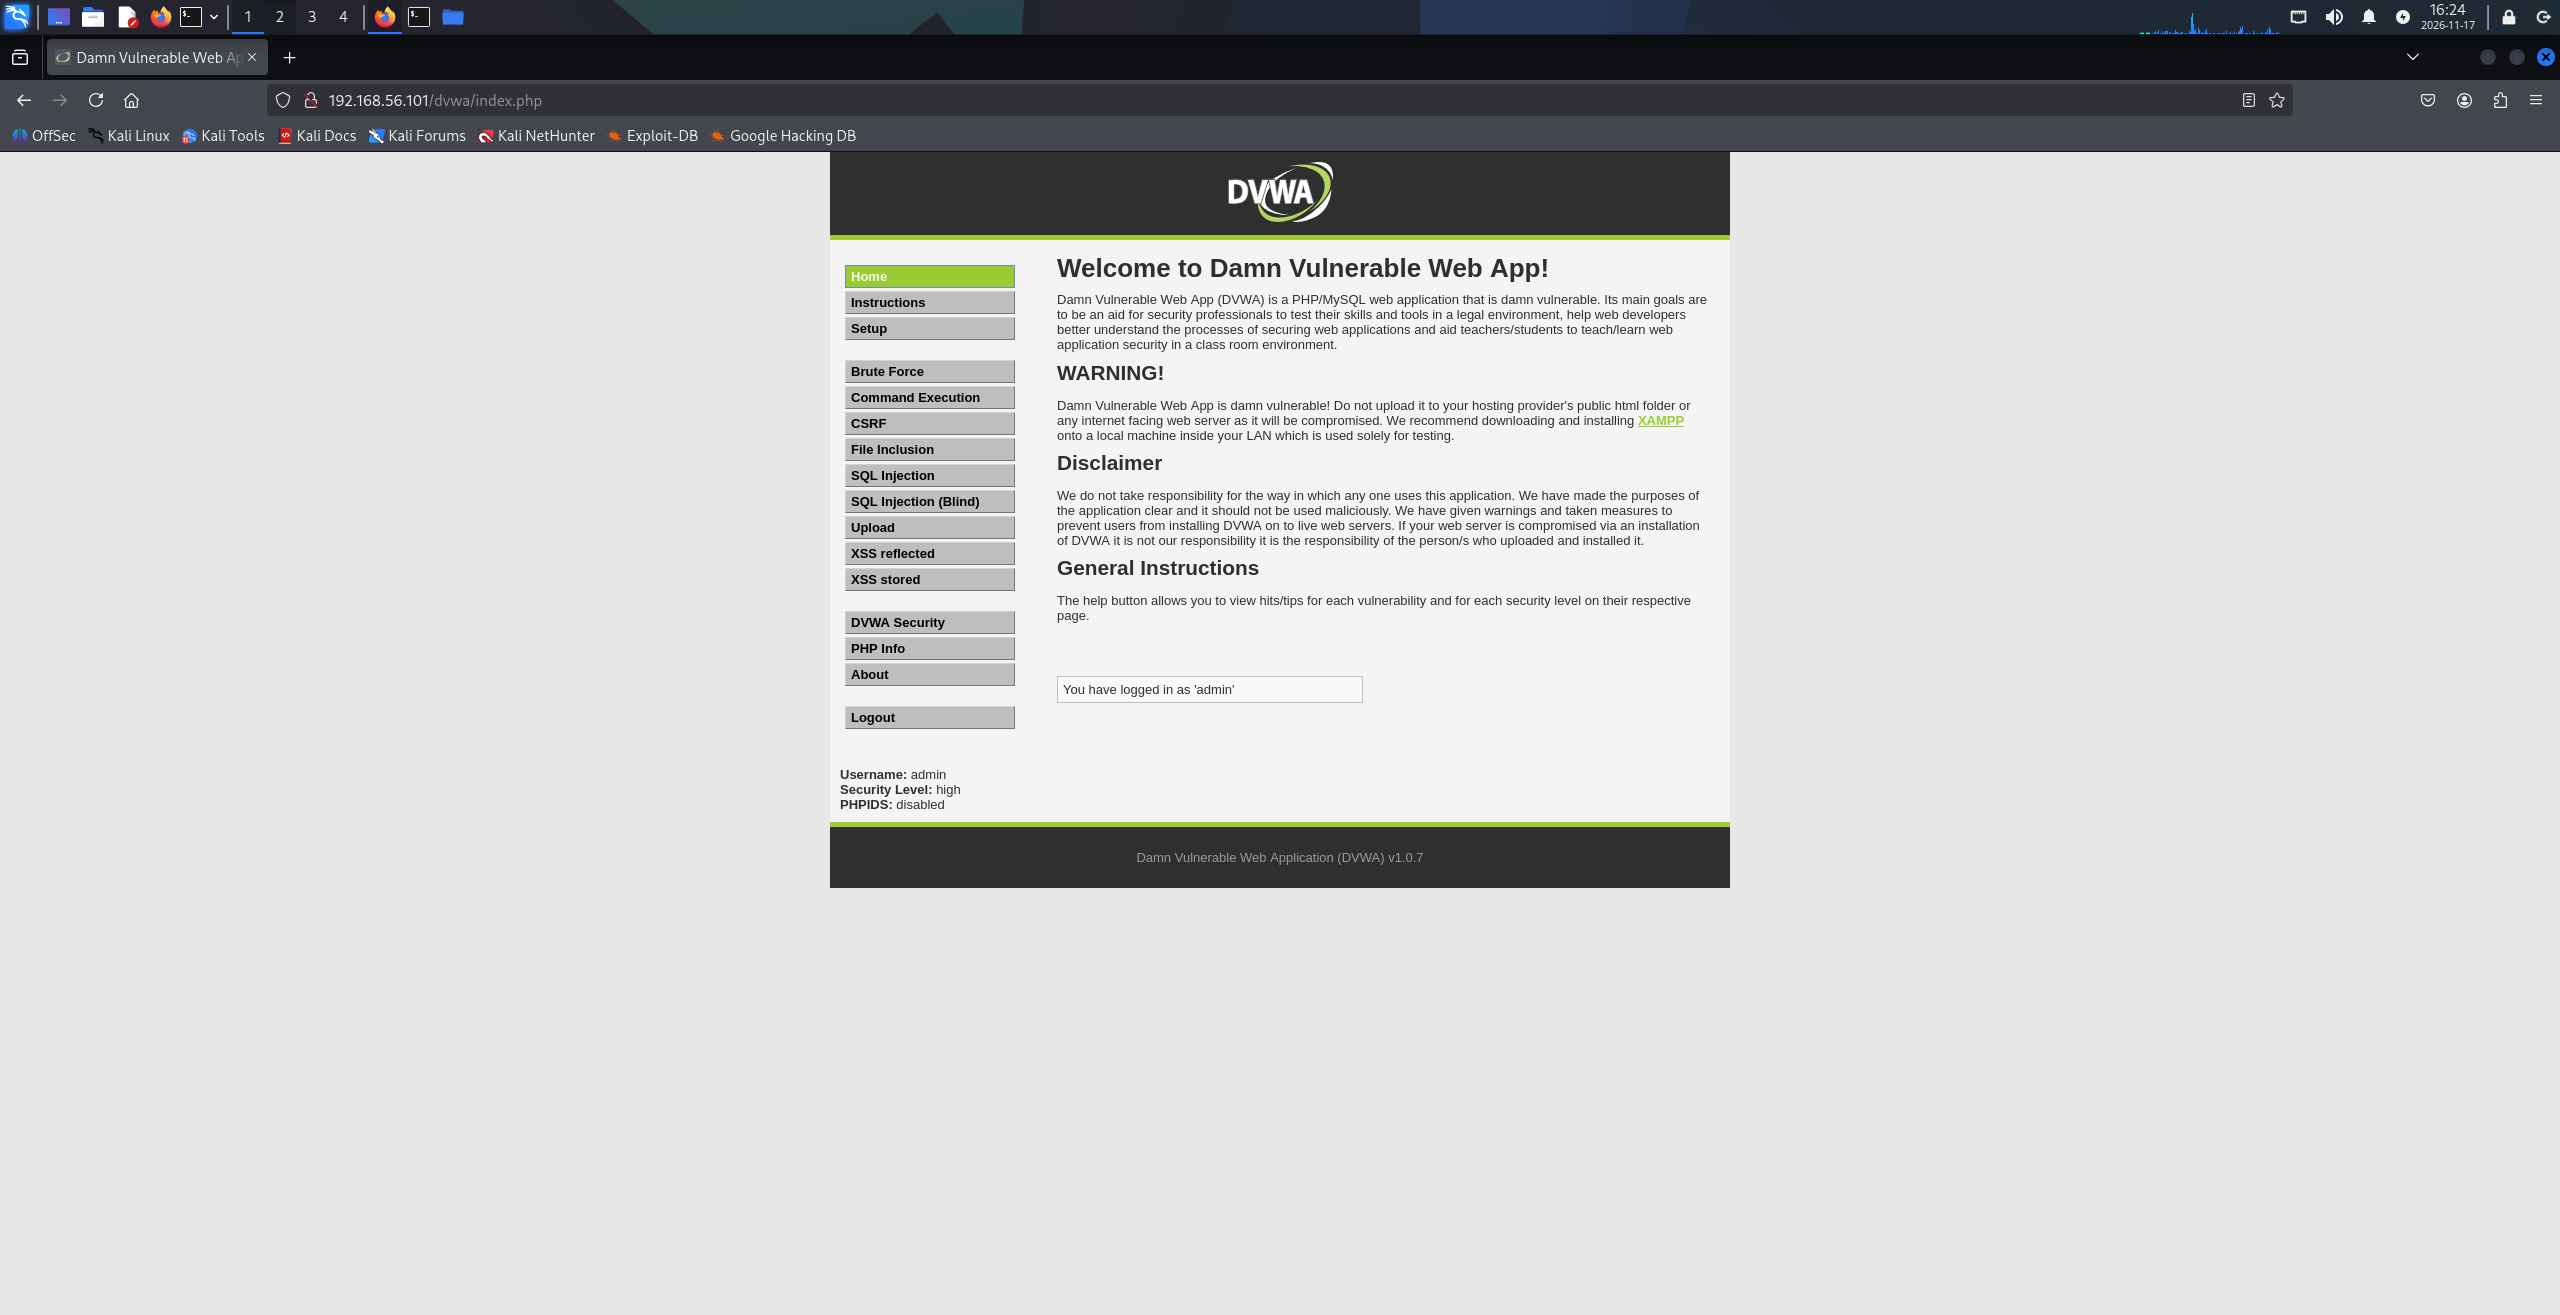 1 2 3 4
16:24
2026-11-17
Damn Vulnerable Web Ap
192.168.56.101/dvwa/index.php
OffSec Kali Linux Kali Tools Kali Docs Kali Forums Kali NetHunter Exploit-DB Google Hacking DB
DVWA
Home
Instructions
Setup
Brute Force
Command Execution
CSRF
File Inclusion
SQL Injection
SQL Injection (Blind)
Upload
XSS reflected
XSS stored
DVWA Security
PHP Info
About
Logout
Welcome to Damn Vulnerable Web App!
Damn Vulnerable Web App (DVWA) is a PHP/MySQL web application that is damn vulnerable. Its main goals are
to be an aid for security professionals to test their skills and tools in a legal environment, help web developers
better understand the processes of securing web applications and aid teachers/students to teach/learn web
application security in a class room environment.
WARNING!
Damn Vulnerable Web App is damn vulnerable! Do not upload it to your hosting provider's public html folder or
any internet facing web server as it will be compromised. We recommend downloading and installing XAMPP
onto a local machine inside your LAN which is used solely for testing.
Disclaimer
We do not take responsibility for the way in which any one uses this application. We have made the purposes of
the application clear and it should not be used maliciously. We have given warnings and taken measures to
prevent users from installing DVWA on to live web servers. If your web server is compromised via an installation
of DVWA it is not our responsibility it is the responsibility of the person/s who uploaded and installed it.
General Instructions
The help button allows you to view hits/tips for each vulnerability and for each security level on their respective
page.
You have logged in as 'admin'
Username: admin
Security Level: high
PHPIDS: disabled
Damn Vulnerable Web Application (DVWA) v1.0.7